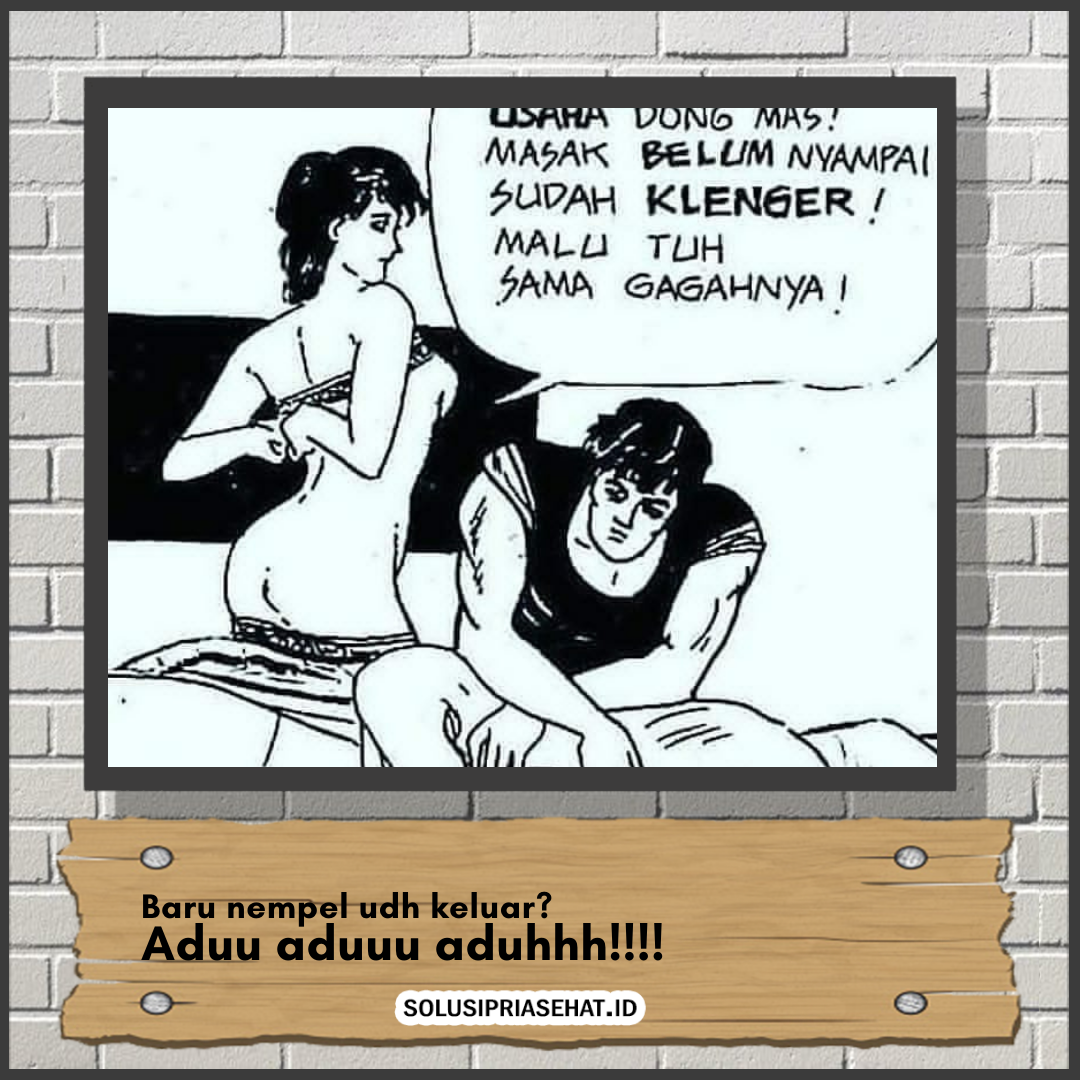 USAHA DONG MAS!
MASAK BELUM NYAMPAI
SUDAH KLENGER!
MALU TUH
SAMA GAGAHNYA!
Baru nempel udh keluar?
Aduu aduuu aduhhh!!!!
SOLUSIPRIASEHAT.ID